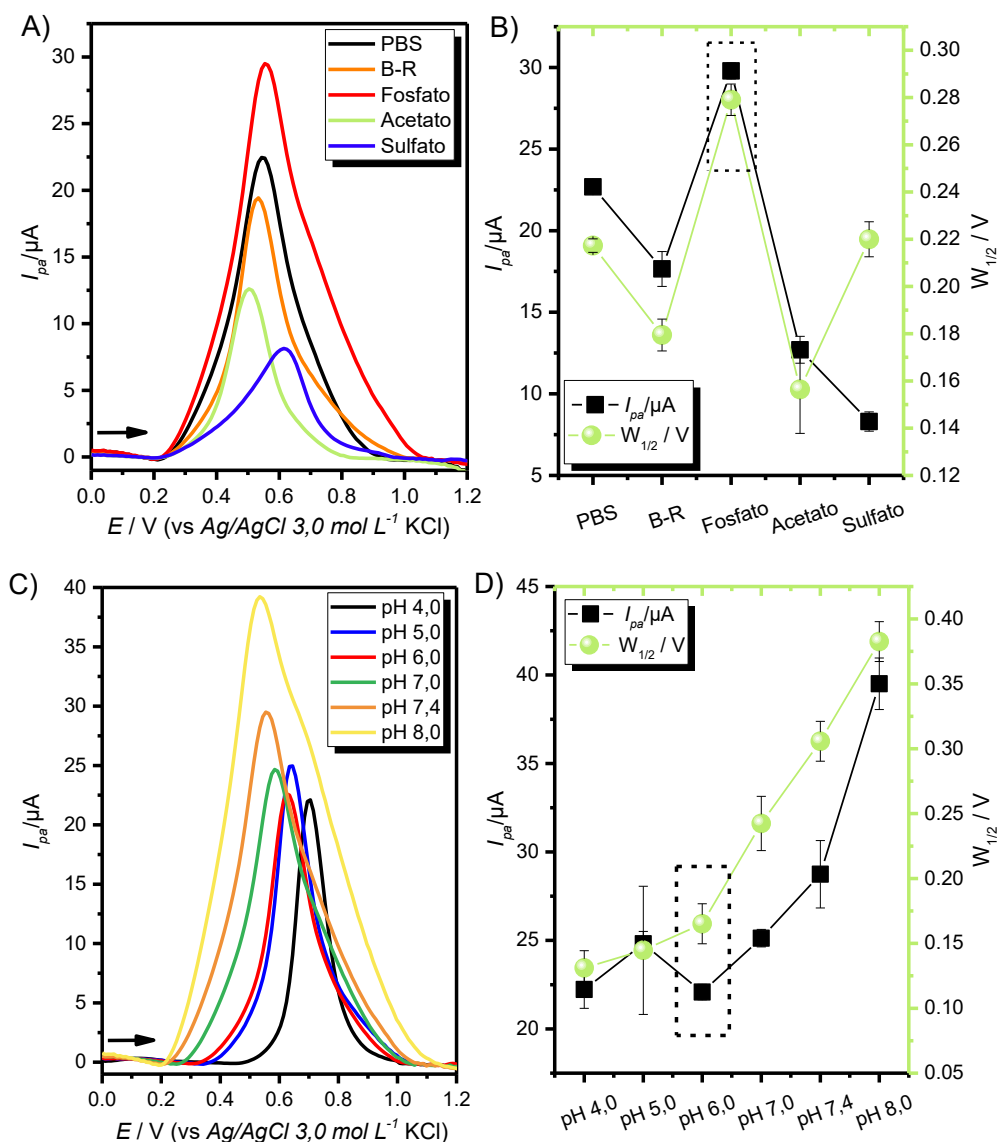 A)
PBS
B-R
Fosfato
Acetato
Sulfato
30
25
20
15
10
5
0
I_pa/µA
0.0 0.2 0.4 0.6 0.8 1.0 1.2
E / V (vs Ag/AgCl 3,0 mol L⁻¹ KCl)
B)
30
25
20
15
10
5
I_pa/µA
0.30
0.28
0.26
0.24
0.22
0.20
0.18
0.16
0.14
0.12
W_1/2 / V
I_pa/µA
W_1/2 / V
PBS B-R Fosfato Acetato Sulfato
C)
pH 4,0
pH 5,0
pH 6,0
pH 7,0
pH 7,4
pH 8,0
40
35
30
25
20
15
10
5
0
I_pa/µA
0.0 0.2 0.4 0.6 0.8 1.0 1.2
E / V (vs Ag/AgCl 3,0 mol L⁻¹ KCl)
D)
I_pa/µA
W_1/2 / V
45
40
35
30
25
20
I_pa/µA
0.40
0.35
0.30
0.25
0.20
0.15
0.10
0.05
W_1/2 / V
pH 4,0 pH 5,0 pH 6,0 pH 7,0 pH 7,4 pH 8,0